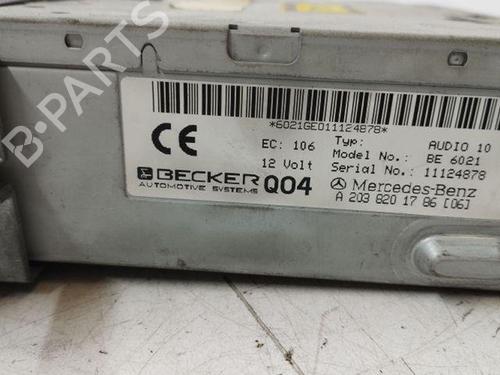 *6021GE011124878*
CE
EC: 106 Typ: AUDIO 10
Model No.: BE 6021
12 Volt Serial No.: 11124878
BECKER
AUTOMOTIVE SYSTEMS
Q04
Mercedes-Benz
A 203 820 17 86 [06]
B-PARTS